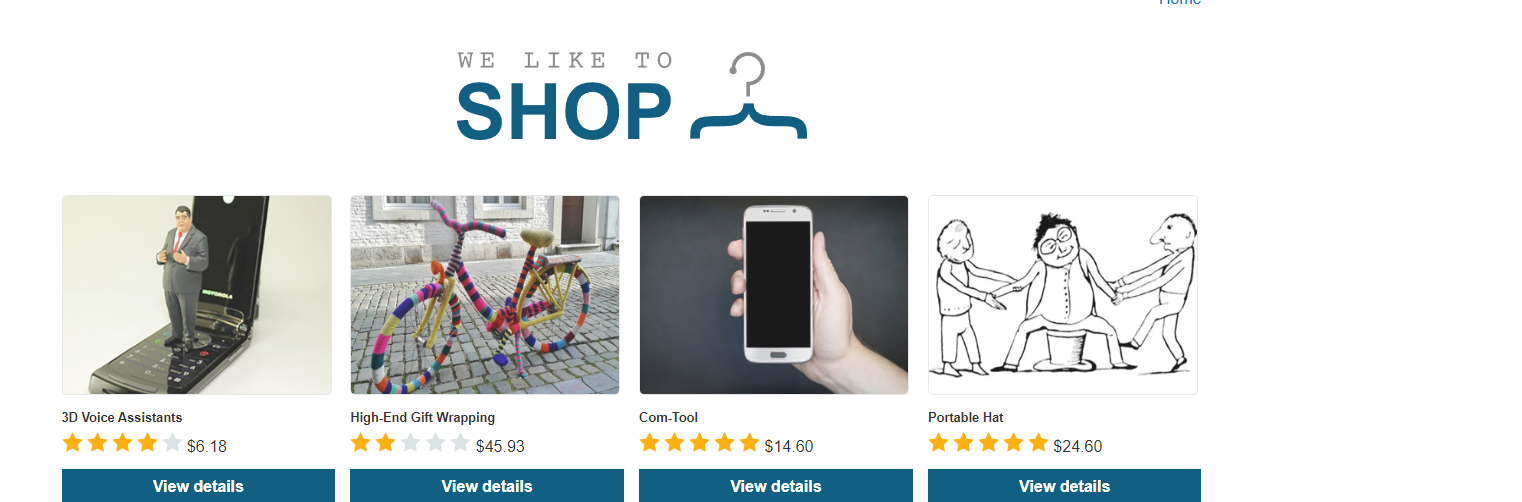 Home
WE LIKE TO
SHOP
MOTOROLA
3D Voice Assistants
$6.18
View details
High-End Gift Wrapping
$45.93
View details
Com-Tool
$14.60
View details
Portable Hat
$24.60
View details